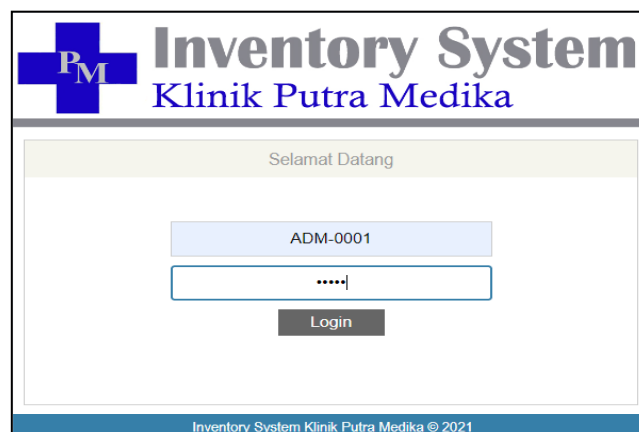 PM
Inventory System
Klinik Putra Medika
Selamat Datang
ADM-0001
•••••
Login
Inventory System Klinik Putra Medika © 2021